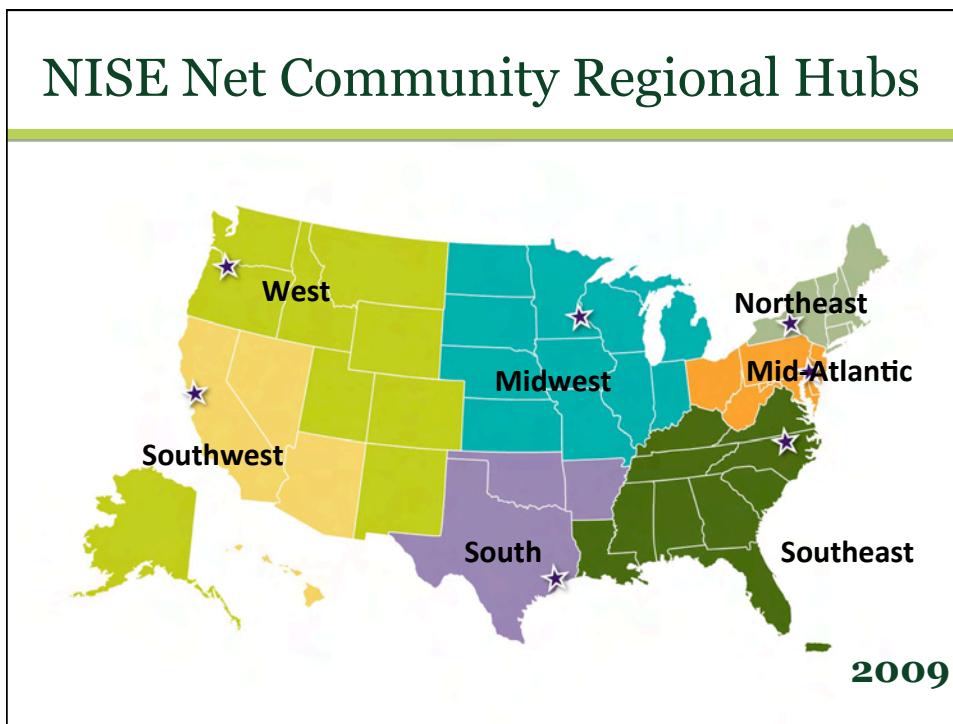 NISE Net Community Regional Hubs
West
Northeast
Midwest
Mid-Atlantic
Southwest
South
Southeast
2009